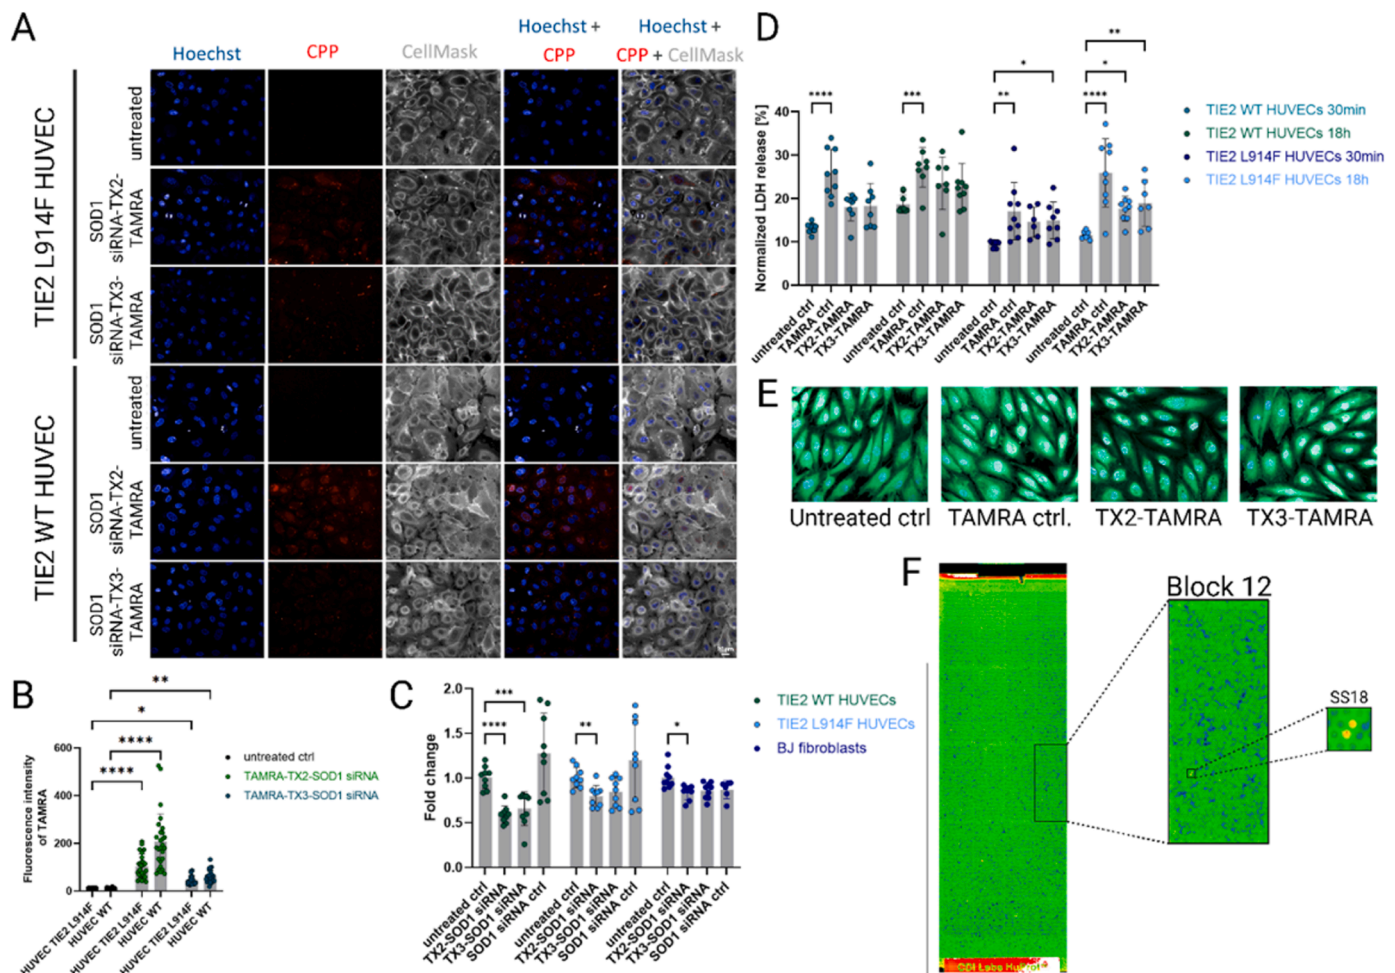 A
Hoechst
CPP
CellMask
Hoechst +
CPP
Hoechst +
CPP + CellMask
TIE2 L914F HUVEC
untreated
SOD1
siRNA-TX2-
TAMRA
SOD1
siRNA-TX3-
TAMRA
TIE2 WT HUVEC
untreated
SOD1
siRNA-TX2-
TAMRA
SOD1
siRNA-TX3-
TAMRA
B
**
*
****
****
Fluorescence intensity
of TAMRA
600
400
200
0
HUVEC TIE2 L914F
HUVEC WT
HUVEC TIE2 L914F
HUVEC WT
HUVEC TIE2 L914F
HUVEC WT
untreated ctrl
TAMRA-TX2-SOD1 siRNA
TAMRA-TX3-SOD1 siRNA
C
***
****
**
*
Fold change
2.0
1.5
1.0
0.5
0.0
untreated ctrl
TX2-SOD1 siRNA
TX3-SOD1 siRNA
SOD1 siRNA ctrl
untreated ctrl
TX2-SOD1 siRNA
TX3-SOD1 siRNA
SOD1 siRNA ctrl
untreated ctrl
TX2-SOD1 siRNA
TX3-SOD1 siRNA
SOD1 siRNA ctrl
TIE2 WT HUVECs
TIE2 L914F HUVECs
BJ fibroblasts
D
****
***
*
**
**
*
****
Normalized LDH release [%]
40
30
20
10
0
untreated ctrl
TAMRA ctrl
TX2-TAMRA
TX3-TAMRA
untreated ctrl
TAMRA ctrl
TX2-TAMRA
TX3-TAMRA
untreated ctrl
TAMRA ctrl
TX2-TAMRA
TX3-TAMRA
untreated ctrl
TAMRA ctrl
TX2-TAMRA
TX3-TAMRA
TIE2 WT HUVECs 30min
TIE2 WT HUVECs 18h
TIE2 L914F HUVECs 30min
TIE2 L914F HUVECs 18h
E
Untreated ctrl
TAMRA ctrl.
TX2-TAMRA
TX3-TAMRA
F
Block 12
SS18
CDI Labs HuProt